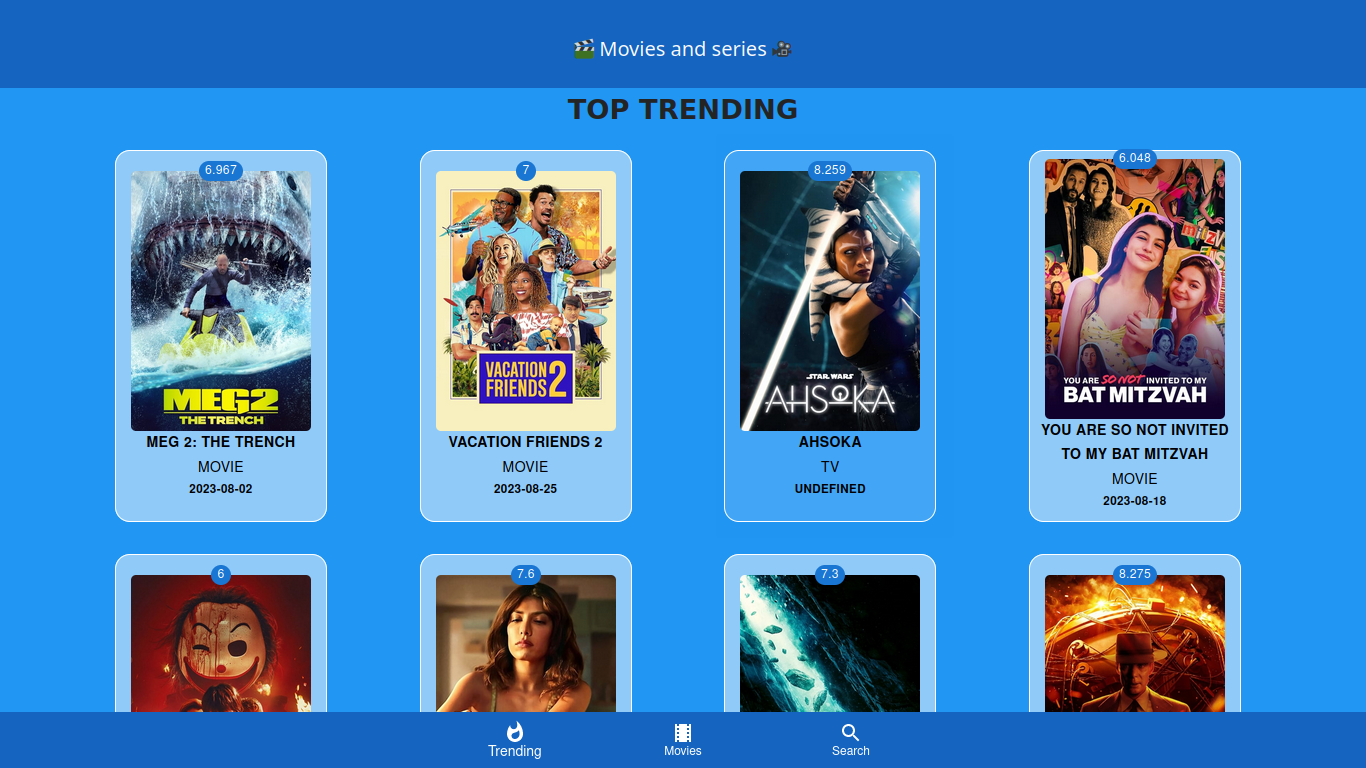 🎬 Movies and series 🎥
TOP TRENDING
6.967
MEG2
THE TRENCH
MEG 2: THE TRENCH
MOVIE
2023-08-02
7
VACATION
FRIENDS 2
VACATION FRIENDS 2
MOVIE
2023-08-25
8.259
STAR WARS
AHSOKA
AHSOKA
TV
UNDEFINED
6.048
YOU ARE SO NOT INVITED TO MY
BAT MITZVAH
YOU ARE SO NOT INVITED
TO MY BAT MITZVAH
MOVIE
2023-08-18
6
7.6
7.3
8.275
Trending
Movies
Search